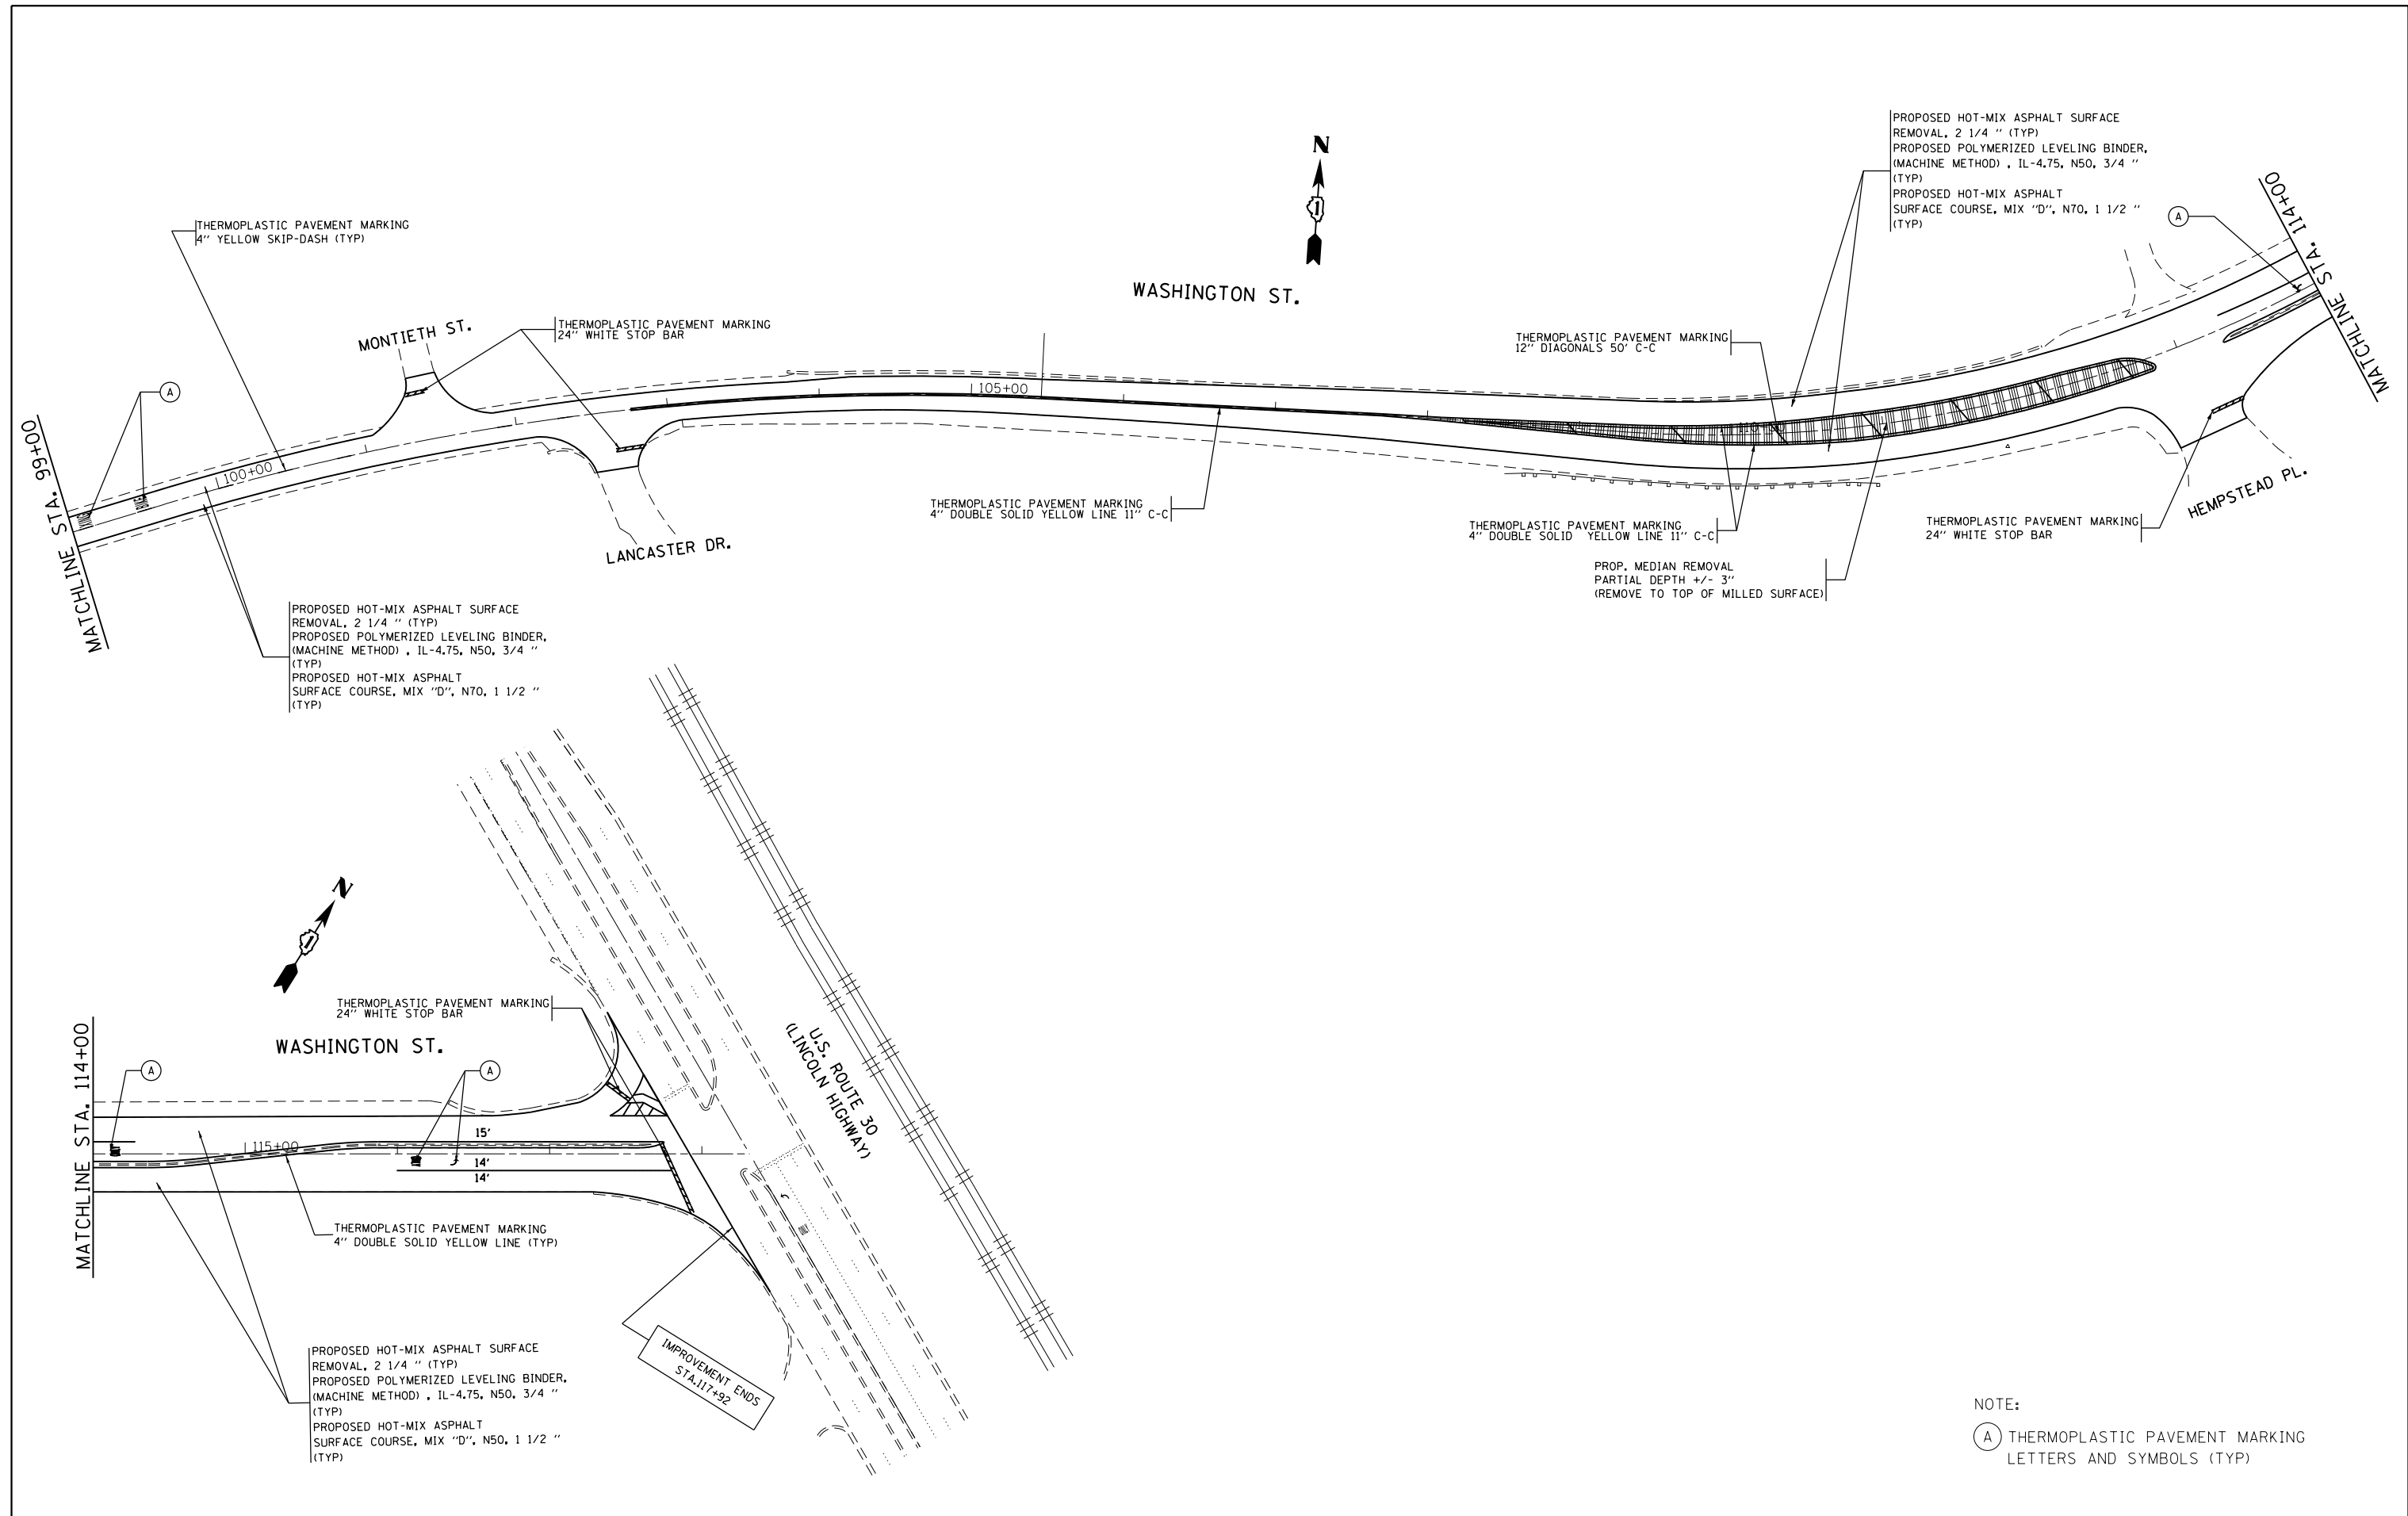 N
1
WASHINGTON ST.
PROPOSED HOT-MIX ASPHALT SURFACE
REMOVAL, 2 1/4 " (TYP)
PROPOSED POLYMERIZED LEVELING BINDER,
(MACHINE METHOD) , IL-4.75, N50, 3/4 "
(TYP)
PROPOSED HOT-MIX ASPHALT
SURFACE COURSE, MIX "D", N70, 1 1/2 "
(TYP)
A
MATCHLINE STA. 114+00
THERMOPLASTIC PAVEMENT MARKING
4" YELLOW SKIP-DASH (TYP)
MONTIETH ST.
THERMOPLASTIC PAVEMENT MARKING
24" WHITE STOP BAR
THERMOPLASTIC PAVEMENT MARKING
12" DIAGONALS 50' C-C
A
105+00
100+00
MATCHLINE STA. 99+00
LANCASTER DR.
THERMOPLASTIC PAVEMENT MARKING
4" DOUBLE SOLID YELLOW LINE 11" C-C
THERMOPLASTIC PAVEMENT MARKING
4" DOUBLE SOLID YELLOW LINE 11" C-C
THERMOPLASTIC PAVEMENT MARKING
24" WHITE STOP BAR
HEMPSTEAD PL.
PROP. MEDIAN REMOVAL
PARTIAL DEPTH +/- 3"
(REMOVE TO TOP OF MILLED SURFACE)
PROPOSED HOT-MIX ASPHALT SURFACE
REMOVAL, 2 1/4 " (TYP)
PROPOSED POLYMERIZED LEVELING BINDER,
(MACHINE METHOD) , IL-4.75, N50, 3/4 "
(TYP)
PROPOSED HOT-MIX ASPHALT
SURFACE COURSE, MIX "D", N70, 1 1/2 "
(TYP)
N
1
THERMOPLASTIC PAVEMENT MARKING
24" WHITE STOP BAR
WASHINGTON ST.
U.S. ROUTE 30
(LINCOLN HIGHWAY)
MATCHLINE STA. 114+00
A
A
115+00
15'
14'
14'
THERMOPLASTIC PAVEMENT MARKING
4" DOUBLE SOLID YELLOW LINE (TYP)
IMPROVEMENT ENDS
STA.117+92
PROPOSED HOT-MIX ASPHALT SURFACE
REMOVAL, 2 1/4 " (TYP)
PROPOSED POLYMERIZED LEVELING BINDER,
(MACHINE METHOD) , IL-4.75, N50, 3/4 "
(TYP)
PROPOSED HOT-MIX ASPHALT
SURFACE COURSE, MIX "D", N50, 1 1/2 "
(TYP)
NOTE:
A THERMOPLASTIC PAVEMENT MARKING
LETTERS AND SYMBOLS (TYP)